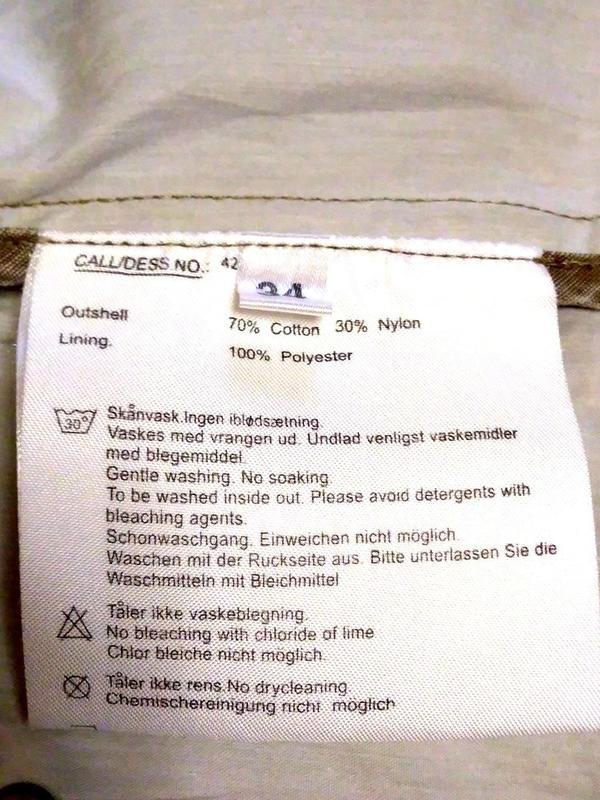 CALL/DESS NO.: 42
34
Outshell 70% Cotton 30% Nylon
Lining. 100% Polyester
30°
Skånvask.Ingen iblødsætning.
Vaskes med vrangen ud. Undlad venligst vaskemidler
med blegemiddel.
Gentle washing. No soaking.
To be washed inside out. Please avoid detergents with
bleaching agents.
Schonwaschgang. Einweichen nicht möglich.
Waschen mit der Ruckseite aus. Bitte unterlassen Sie die
Waschmitteln mit Bleichmittel
Tåler ikke vaskeblegning.
No bleaching with chloride of lime
Chlor bleiche nicht möglich.
Tåler ikke rens.No drycleaning.
Chemischereinigung nicht möglich